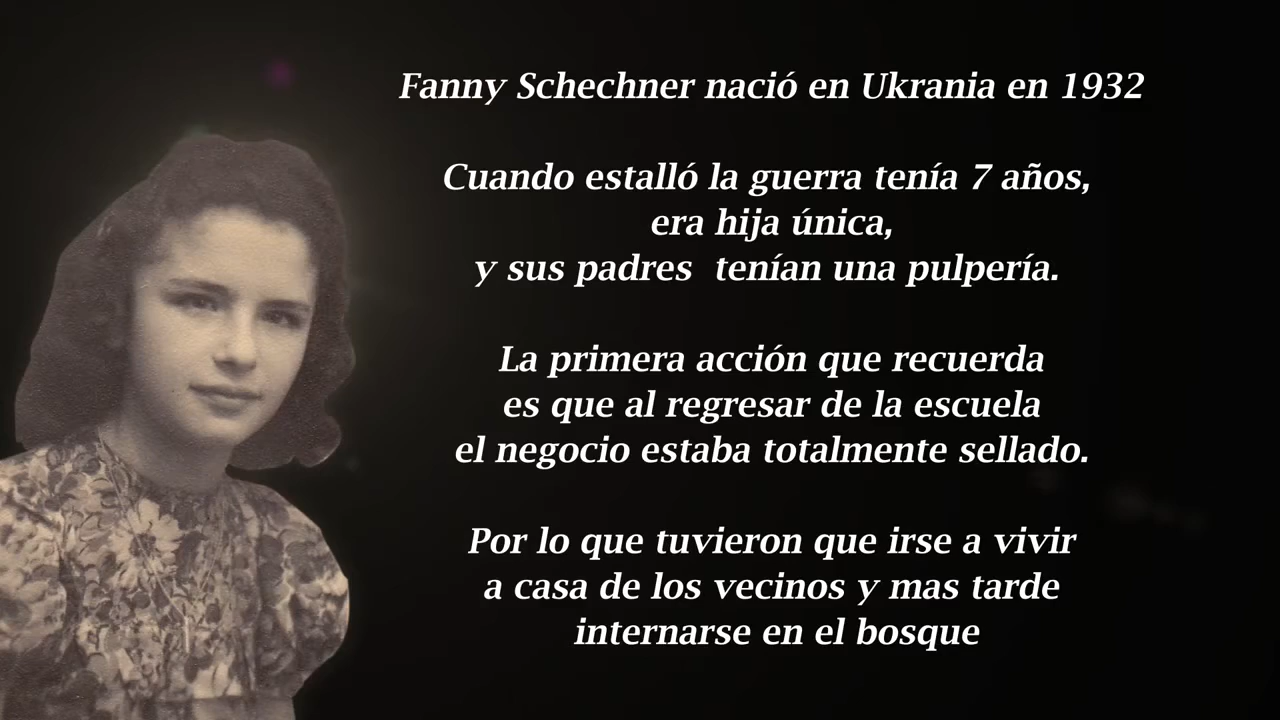 Fanny Schechner nació en Ukrania en 1932
Cuando estalló la guerra tenía 7 años,
era hija única,
y sus padres  tenían una pulpería.
La primera acción que recuerda
es que al regresar de la escuela
el negocio estaba totalmente sellado.
Por lo que tuvieron que irse a vivir
a casa de los vecinos y mas tarde
internarse en el bosque